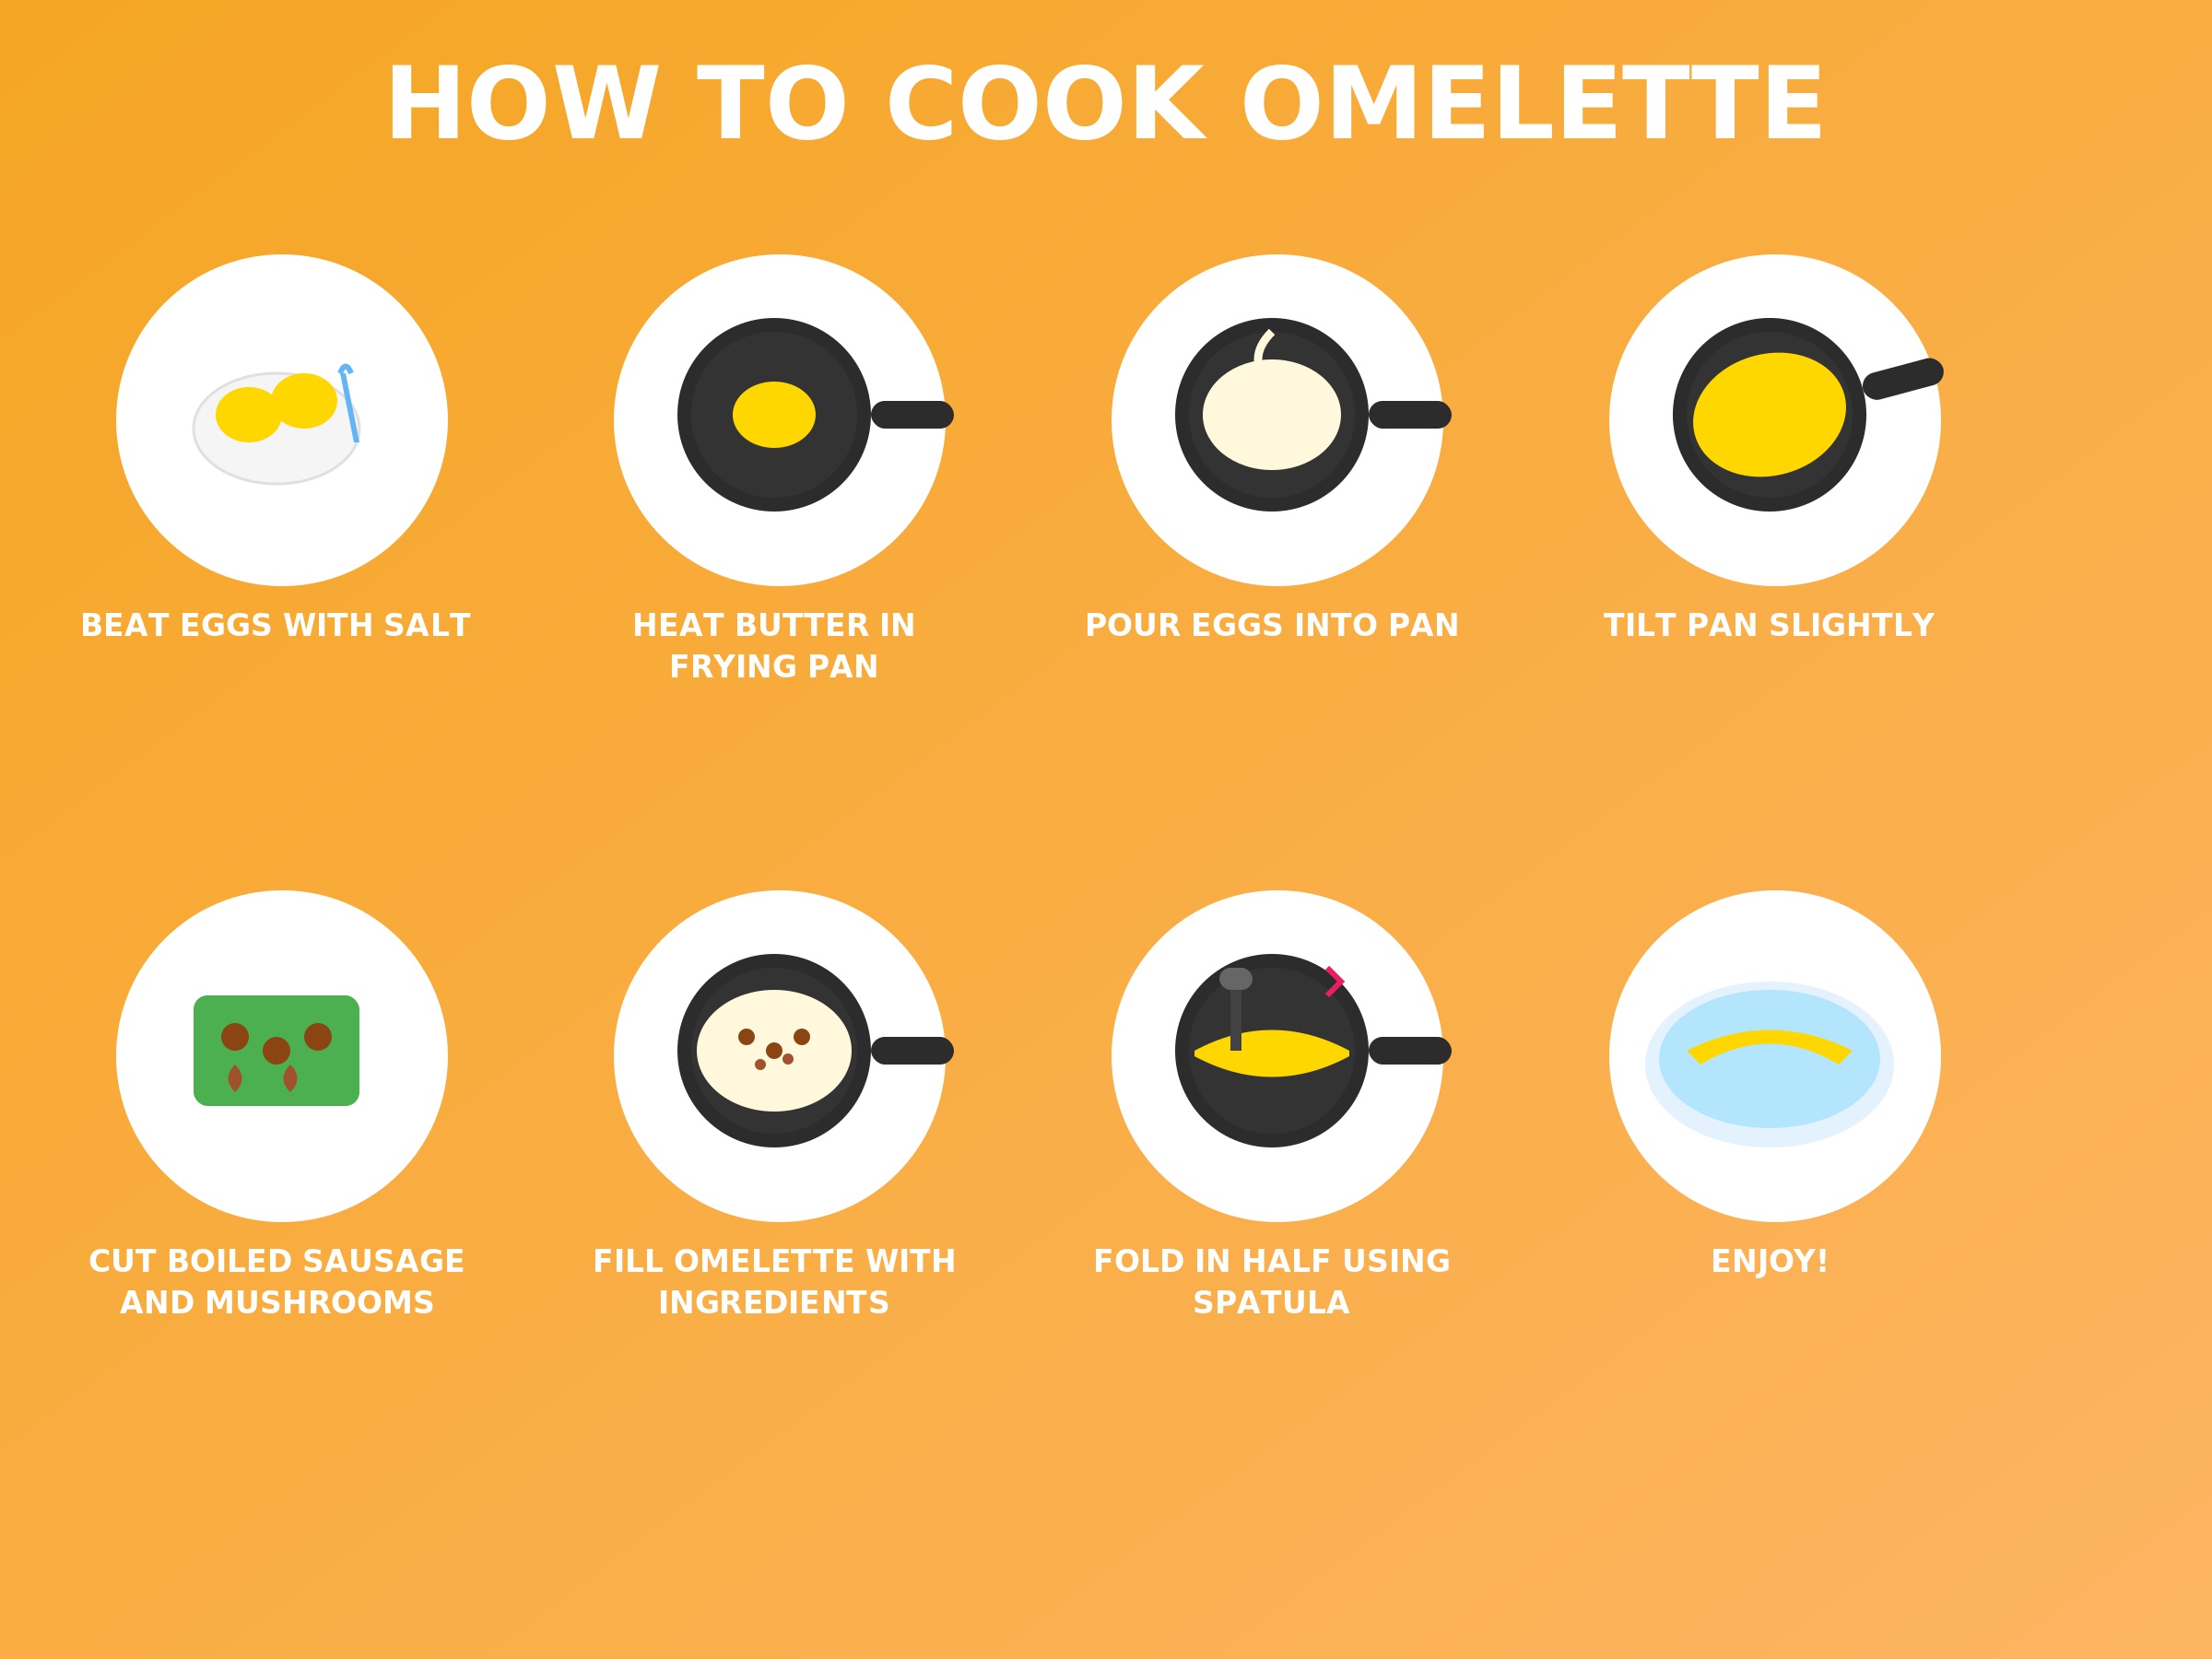 HOW TO COOK OMELETTE
BEAT EGGS WITH SALT
HEAT BUTTER IN
FRYING PAN
POUR EGGS INTO PAN
TILT PAN SLIGHTLY
CUT BOILED SAUSAGE
AND MUSHROOMS
FILL OMELETTE WITH
INGREDIENTS
FOLD IN HALF USING
SPATULA
ENJOY!